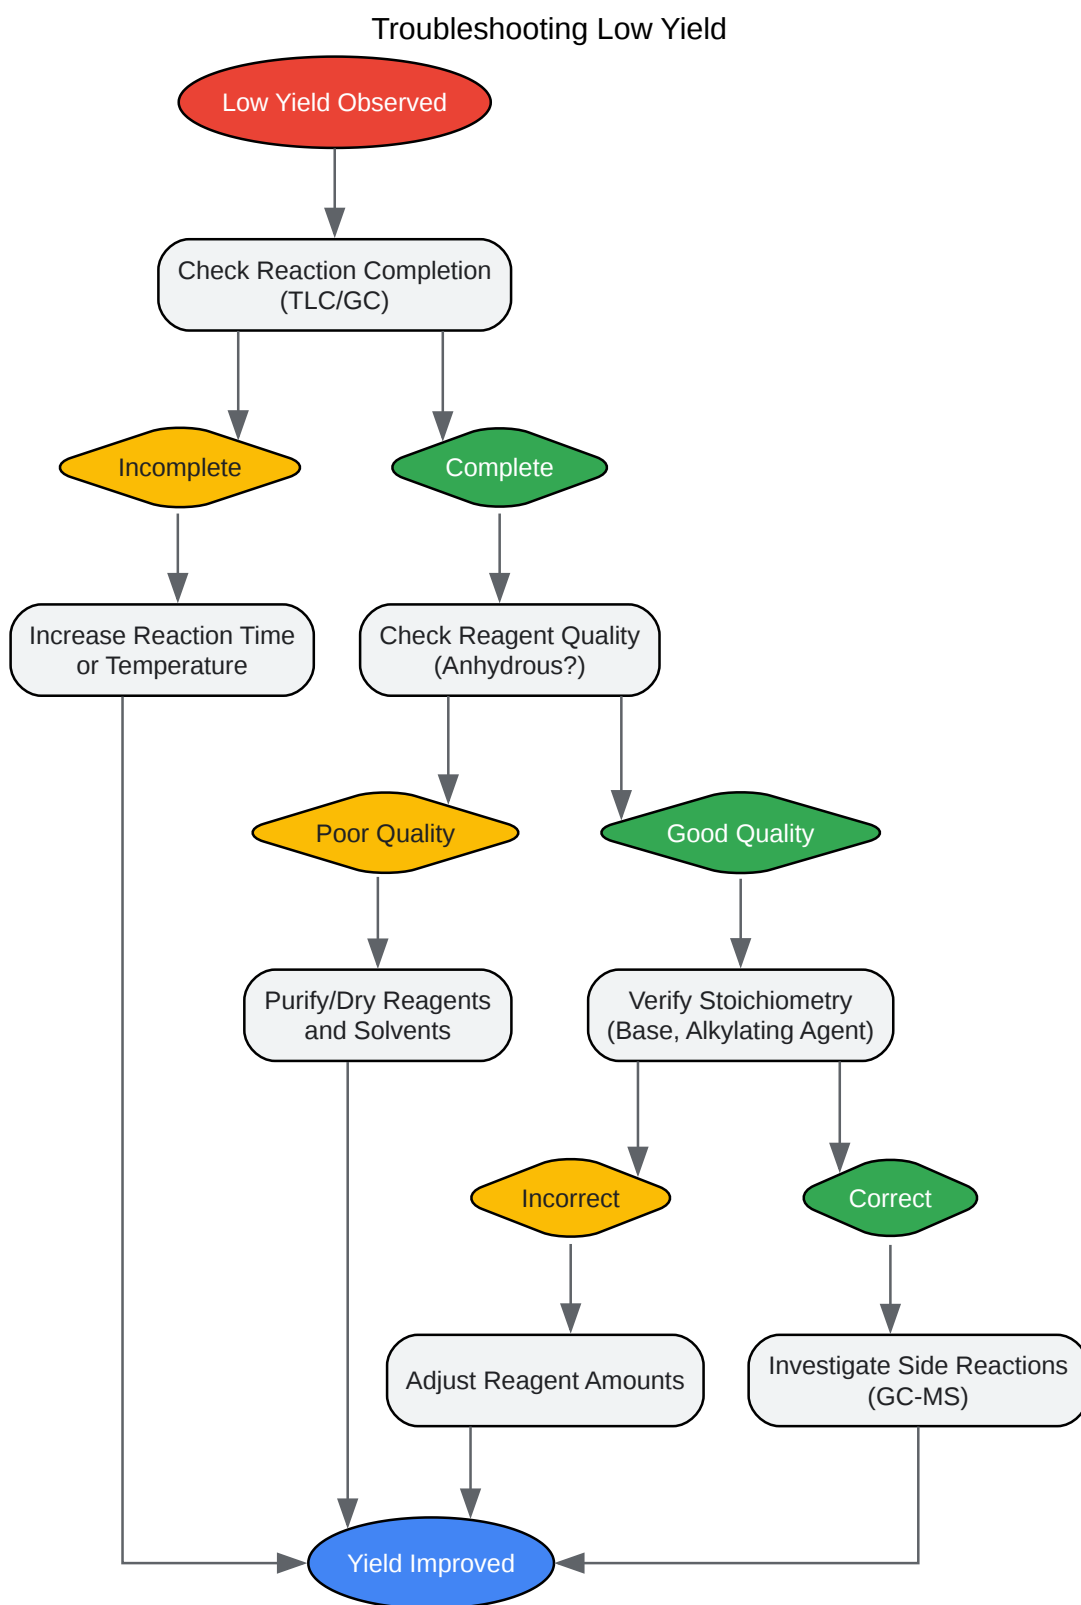 Troubleshooting Low Yield
Low Yield Observed
Check Reaction Completion
(TLC/GC)
Incomplete
Complete
Increase Reaction Time
or Temperature
Check Reagent Quality
(Anhydrous?)
Poor Quality
Good Quality
Purify/Dry Reagents
and Solvents
Verify Stoichiometry
(Base, Alkylating Agent)
Incorrect
Correct
Adjust Reagent Amounts
Investigate Side Reactions
(GC-MS)
Yield Improved